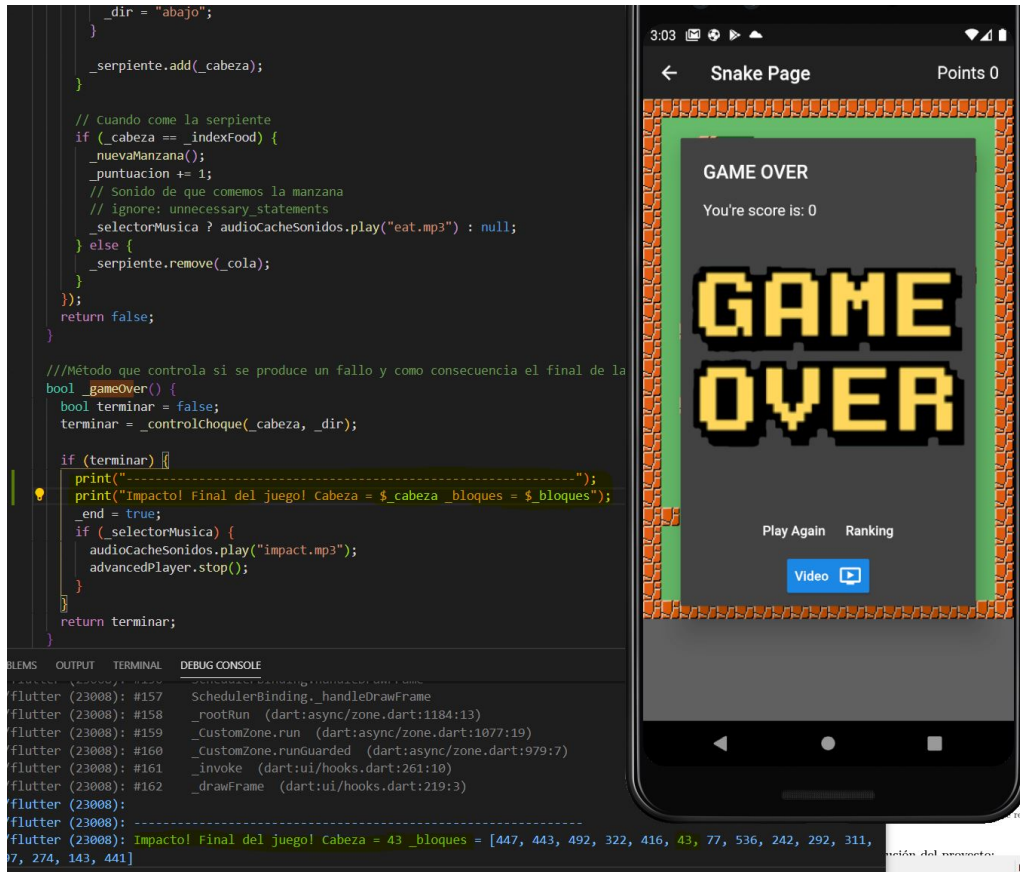 _dir = "abajo";
}
_serpiente.add(_cabeza);
}
// Cuando come la serpiente
if (_cabeza == _indexFood) {
_nuevaManzana();
_puntuacion += 1;
// Sonido de que comemos la manzana
// ignore: unnecessary_statements
_selectorMusica ? audioCacheSonidos.play("eat.mp3") : null;
} else {
_serpiente.remove(_cola);
}
});
return false;
}
///Método que controla si se produce un fallo y como consecuencia el final de la
bool _gameOver() {
bool terminar = false;
terminar = _controlChoque(_cabeza, _dir);
if (terminar) {
print("--------------------------------------------------------------");
print("Impacto! Final del juego! Cabeza = $_cabeza _bloques = $_bloques");
_end = true;
if (_selectorMusica) {
audioCacheSonidos.play("impact.mp3");
advancedPlayer.stop();
}
}
return terminar;
}
BLEMS OUTPUT TERMINAL DEBUG CONSOLE
/flutter (23008): #157 SchedulerBinding._handleDrawFrame
/flutter (23008): #158 _rootRun (dart:async/zone.dart:1184:13)
/flutter (23008): #159 _CustomZone.run (dart:async/zone.dart:1077:19)
/flutter (23008): #160 _CustomZone.runGuarded (dart:async/zone.dart:979:7)
/flutter (23008): #161 _invoke (dart:ui/hooks.dart:261:10)
/flutter (23008): #162 _drawFrame (dart:ui/hooks.dart:219:3)
/flutter (23008):
/flutter (23008): --------------------------------------------------------------
/flutter (23008): Impacto! Final del juego! Cabeza = 43 _bloques = [447, 443, 492, 322, 416, 43, 77, 536, 242, 292, 311,
7, 274, 143, 441]
3:03
Snake Page Points 0
GAME OVER
You're score is: 0
GAME
OVER
Play Again Ranking
Video